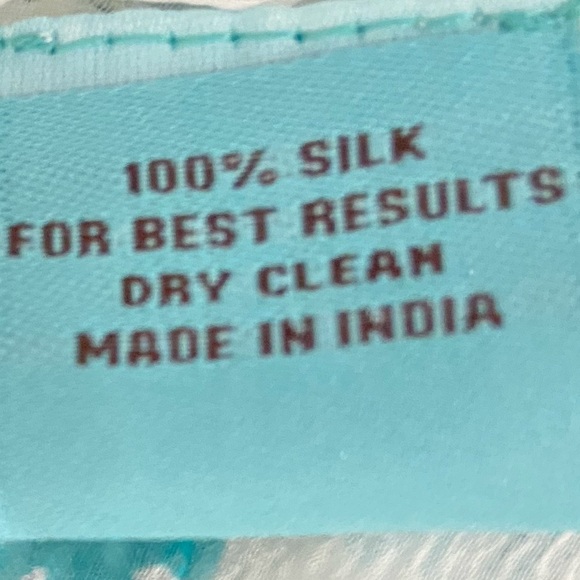 100% SILK
FOR BEST RESULTS
DRY CLEAN
MADE IN INDIA